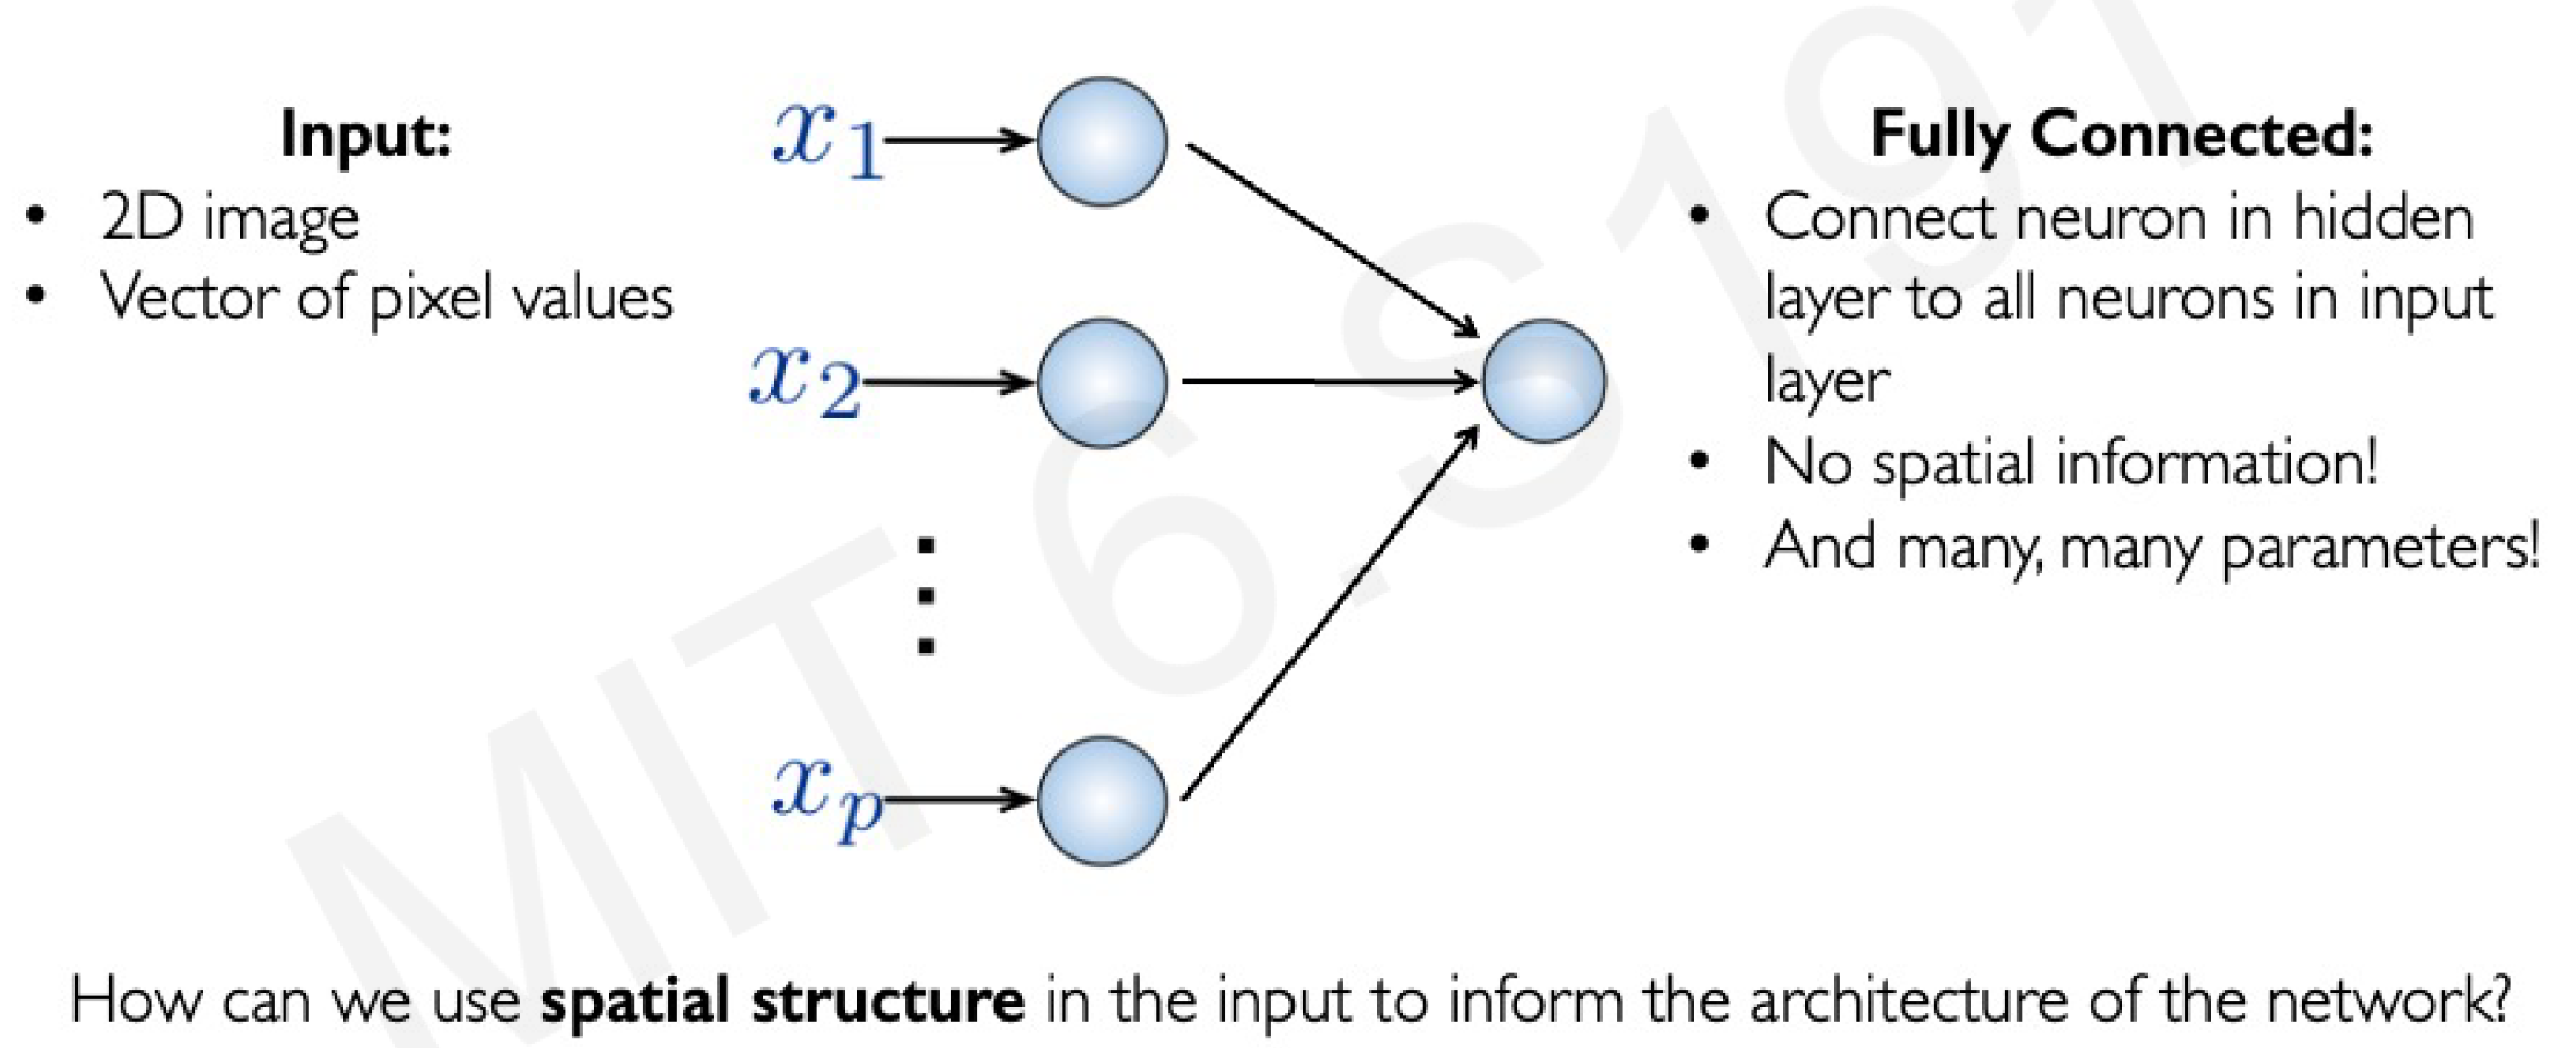 Input:
• 2D image
• Vector of pixel values
x1
x2
xp
Fully Connected:
• Connect neuron in hidden
layer to all neurons in input
layer
• No spatial information!
• And many, many parameters!
How can we use spatial structure in the input to inform the architecture of the network?
MIT 6.S191